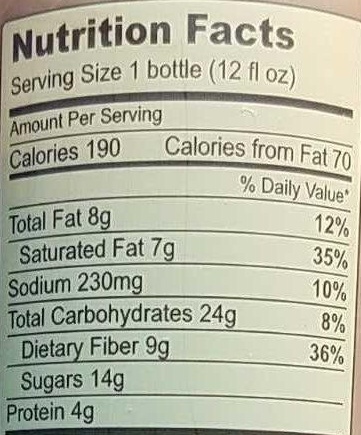 Nutrition Facts
Serving Size 1 bottle (12 fl oz)
Amount Per Serving
Calories 190 Calories from Fat 70
% Daily Value*
Total Fat 8g 12%
Saturated Fat 7g 35%
Sodium 230mg 10%
Total Carbohydrates 24g 8%
Dietary Fiber 9g 36%
Sugars 14g
Protein 4g